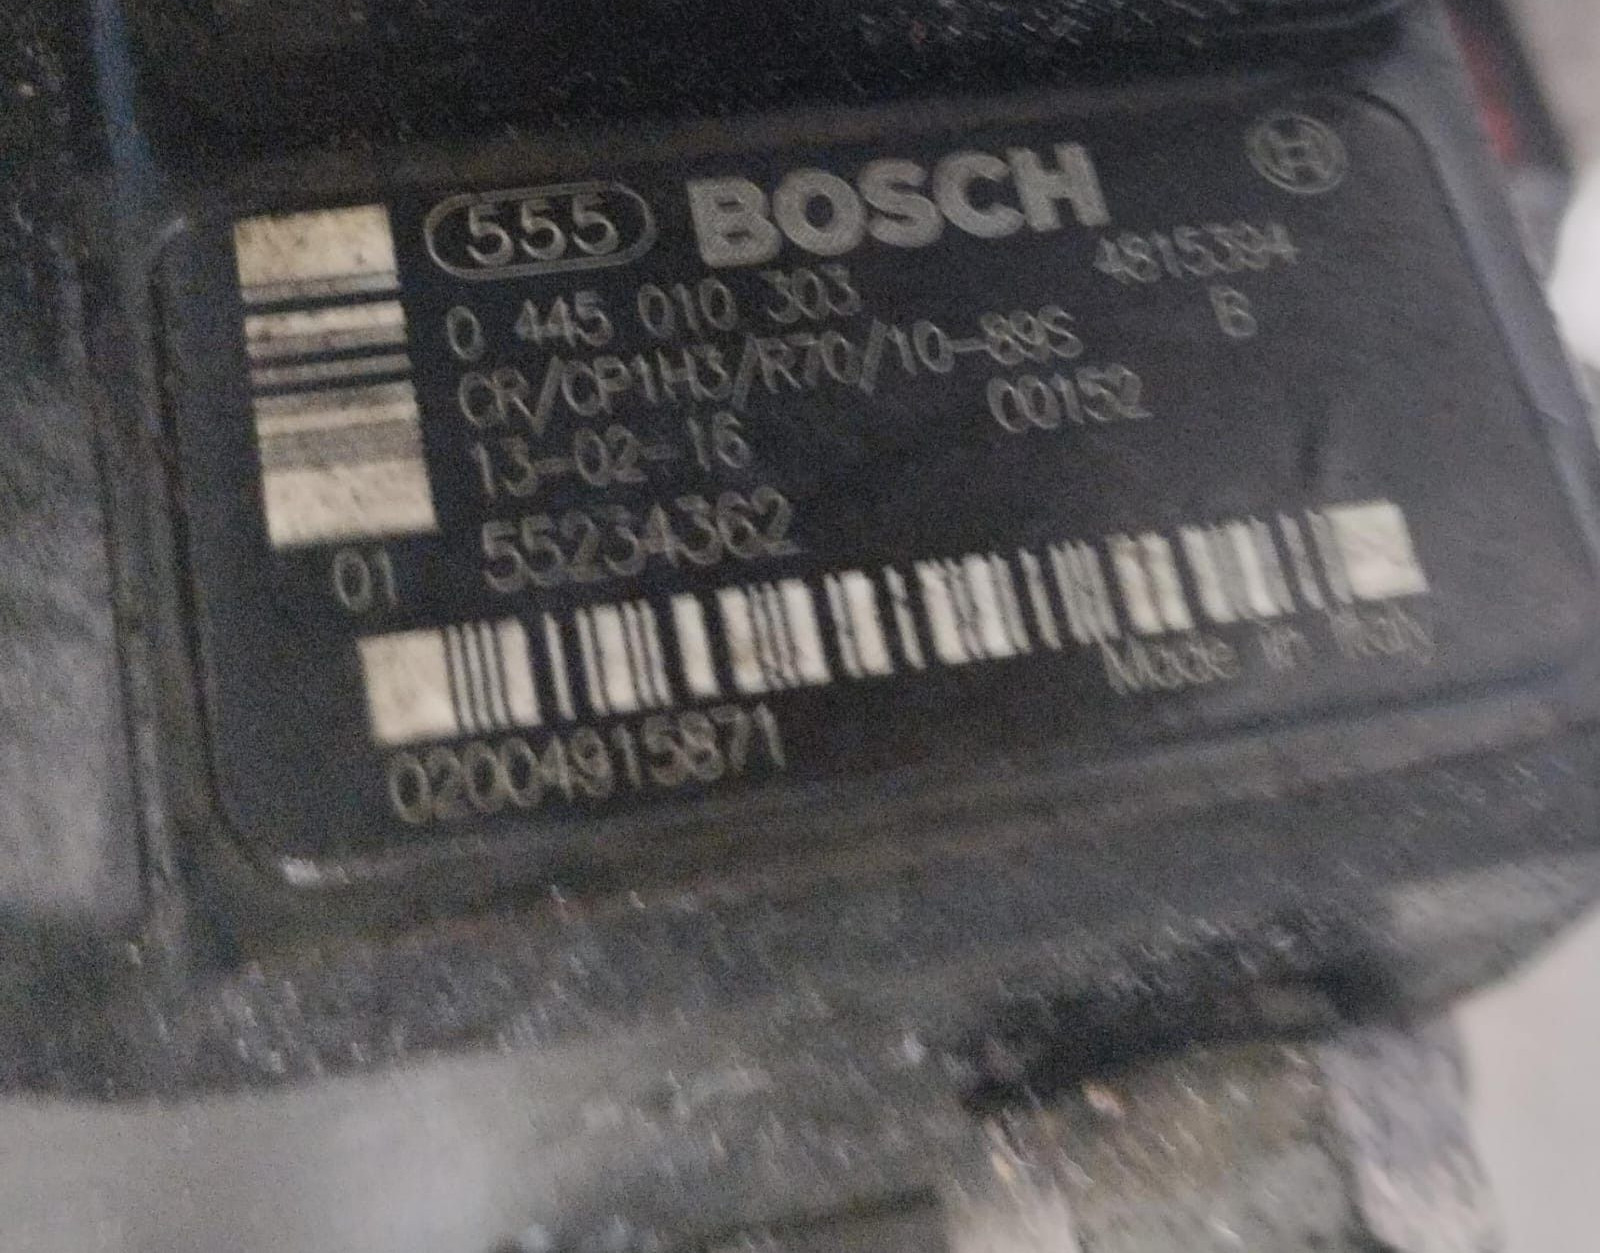 555 BOSCH
0 445 010 303 4815394
CR/CP1H3/R70/10-89S B
13-02-16 00152
01 55234362
Made in Italy
02004915871